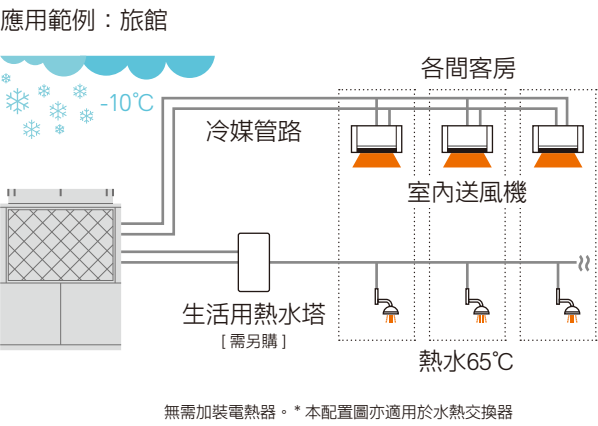 應用範例：旅館
各間客房
-10℃
冷媒管路
室內送風機
生活用熱水塔
[ 需另購 ]
熱水65℃
無需加裝電熱器。* 本配置圖亦適用於水熱交換器